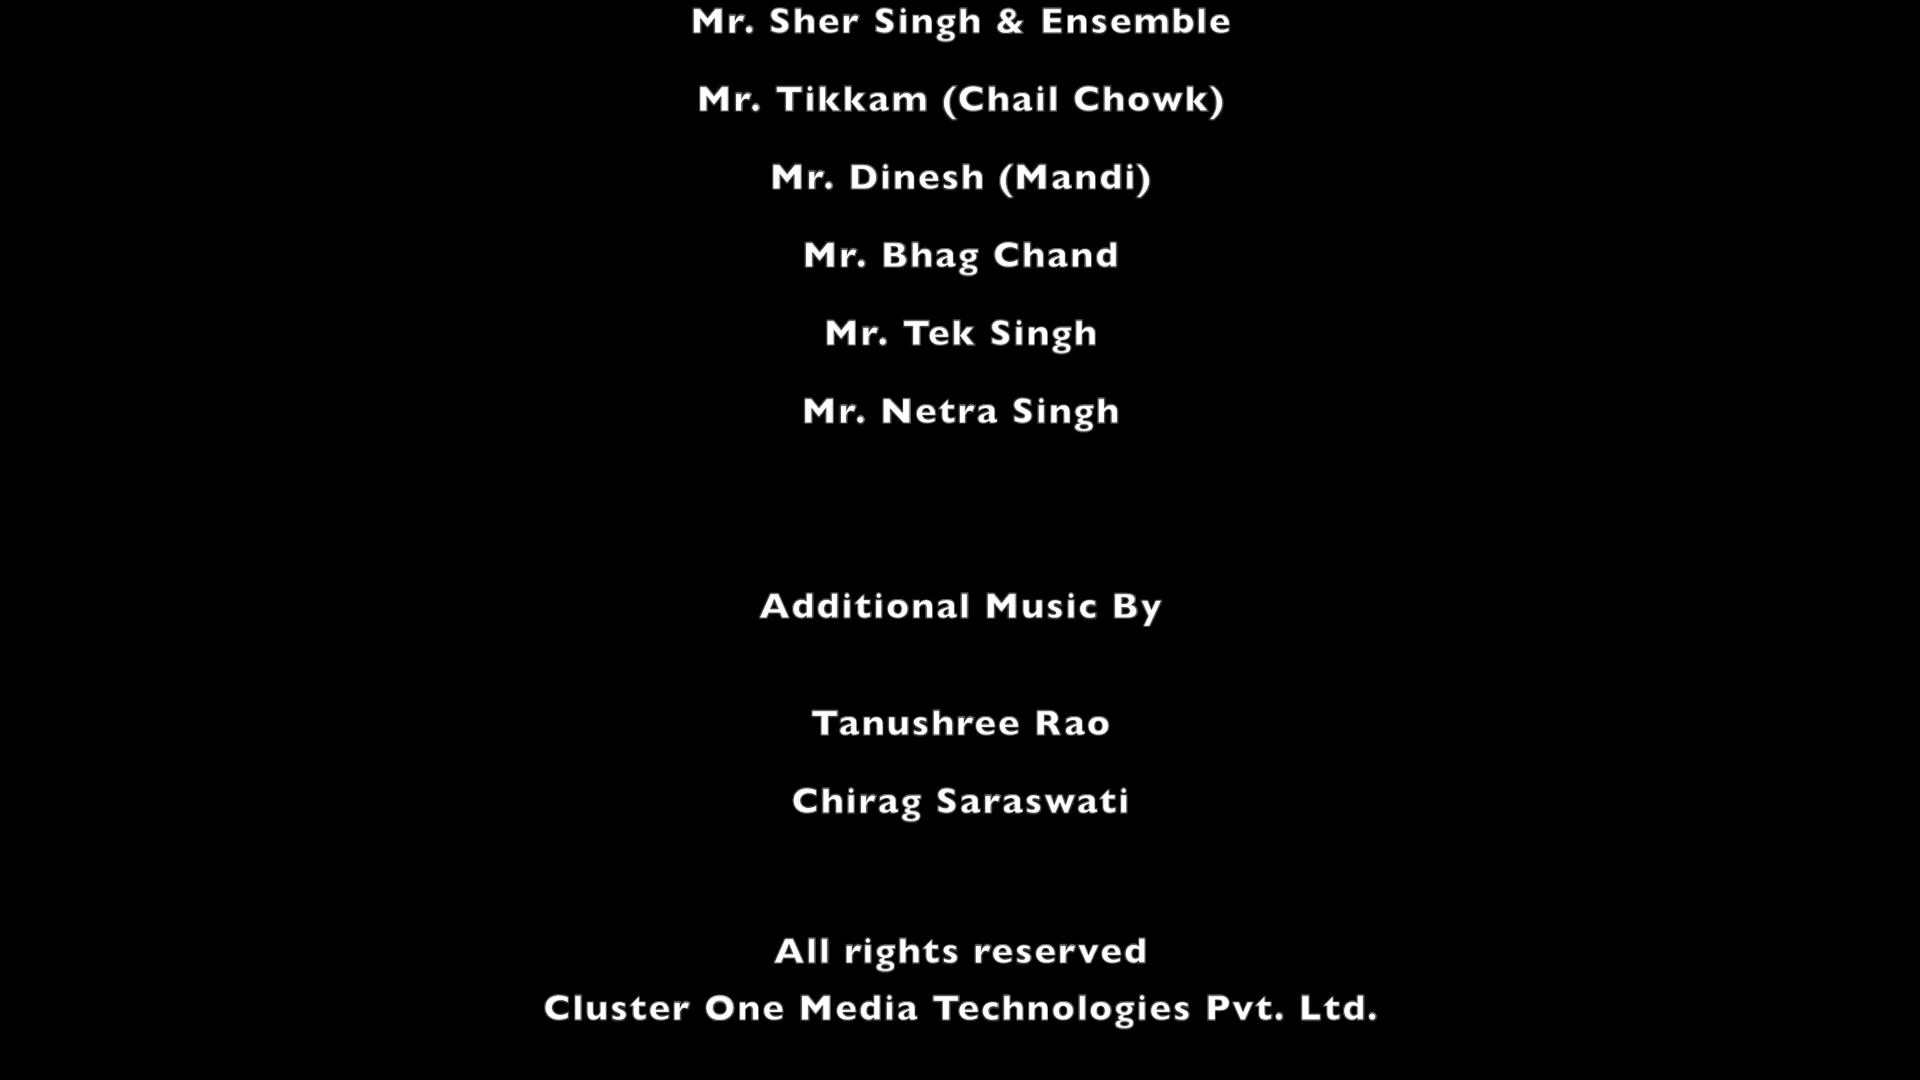 Mr. Sher Singh & Ensemble
Mr. Tikkam (Chail Chowk)
Mr. Dinesh (Mandi)
Mr. Bhag Chand
Mr. Tek Singh
Mr. Netra Singh
Additional Music By
Tanushree Rao
Chirag Saraswati
All rights reserved
Cluster One Media Technologies Pvt. Ltd.